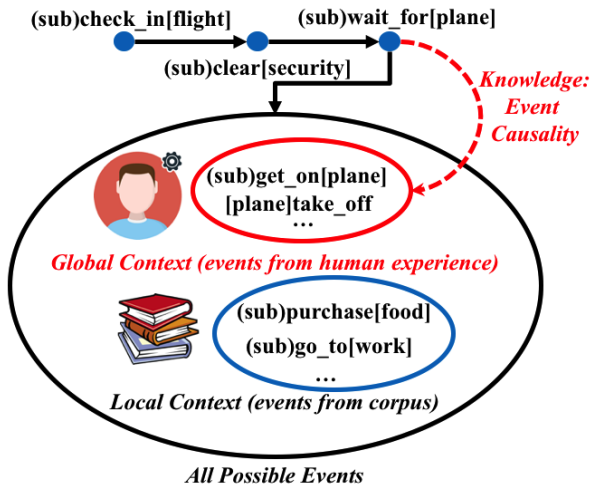 (sub)check_in[flight]
(sub)wait_for[plane]
(sub)clear[security]
Knowledge:
Event
Causality
(sub)get_on[plane]
[plane]take_off
...
Global Context (events from human experience)
(sub)purchase[food]
(sub)go_to[work]
...
Local Context (events from corpus)
All Possible Events